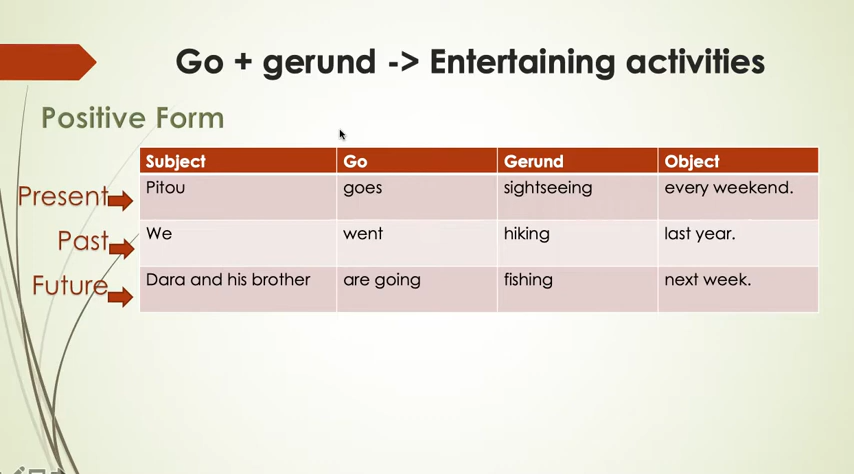 Go + gerund -> Entertaining activities
Positive Form
Subject Go Gerund Object
Present Pitou goes sightseeing every weekend.
Past We went hiking last year.
Future Dara and his brother are going fishing next week.